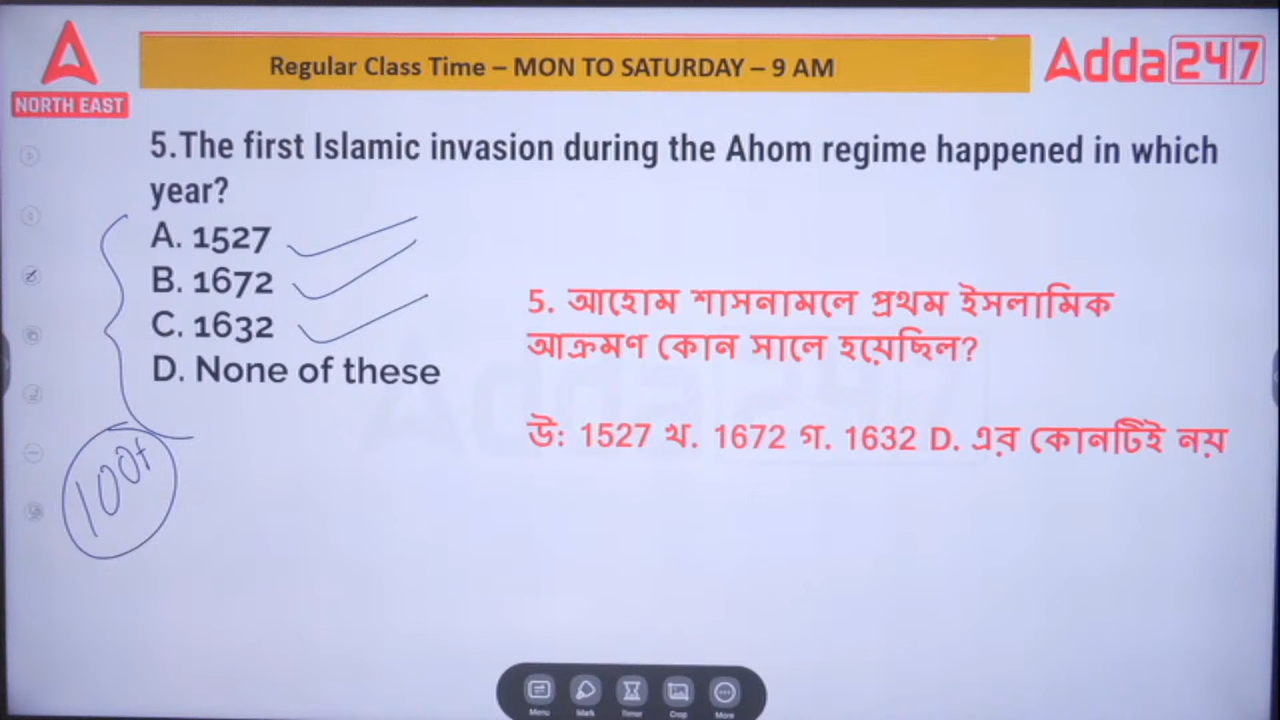 Regular Class Time – MON TO SATURDAY – 9 AM
Adda247
NORTH EAST
5.The first Islamic invasion during the Ahom regime happened in which
year?
A. 1527
B. 1672
C. 1632
D. None of these
100+
5. আহোম শাসনামলে প্রথম ইসলামিক
আক্রমণ কোন সালে হয়েছিল?
উ: 1527 খ. 1672 গ. 1632 D. এর কোনটিই নয়
Adda247
Menu
Mark
Timer
Crop
More